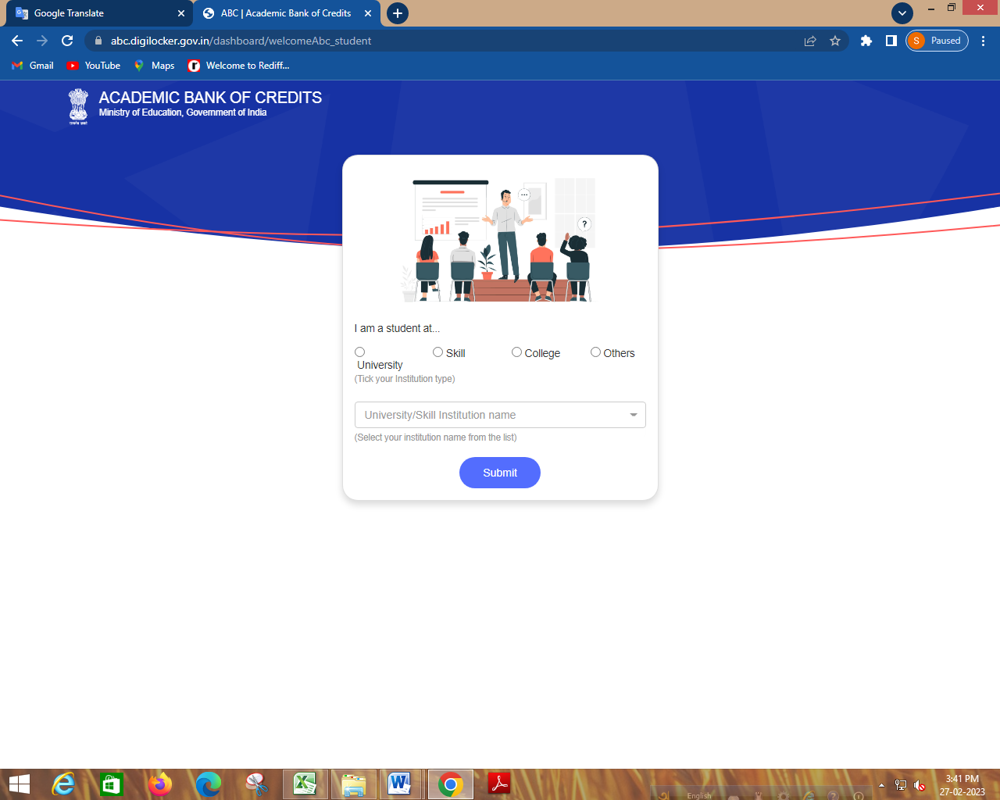 Google Translate
ABC | Academic Bank of Credits
abc.digilocker.gov.in/dashboard/welcomeAbc_student
S Paused
Gmail YouTube Maps Welcome to Rediff...
ACADEMIC BANK OF CREDITS
Ministry of Education, Government of India
?
I am a student at...
University Skill College Others
(Tick your Institution type)
University/Skill Institution name
(Select your institution name from the list)
Submit
English
3:41 PM
27-02-2023